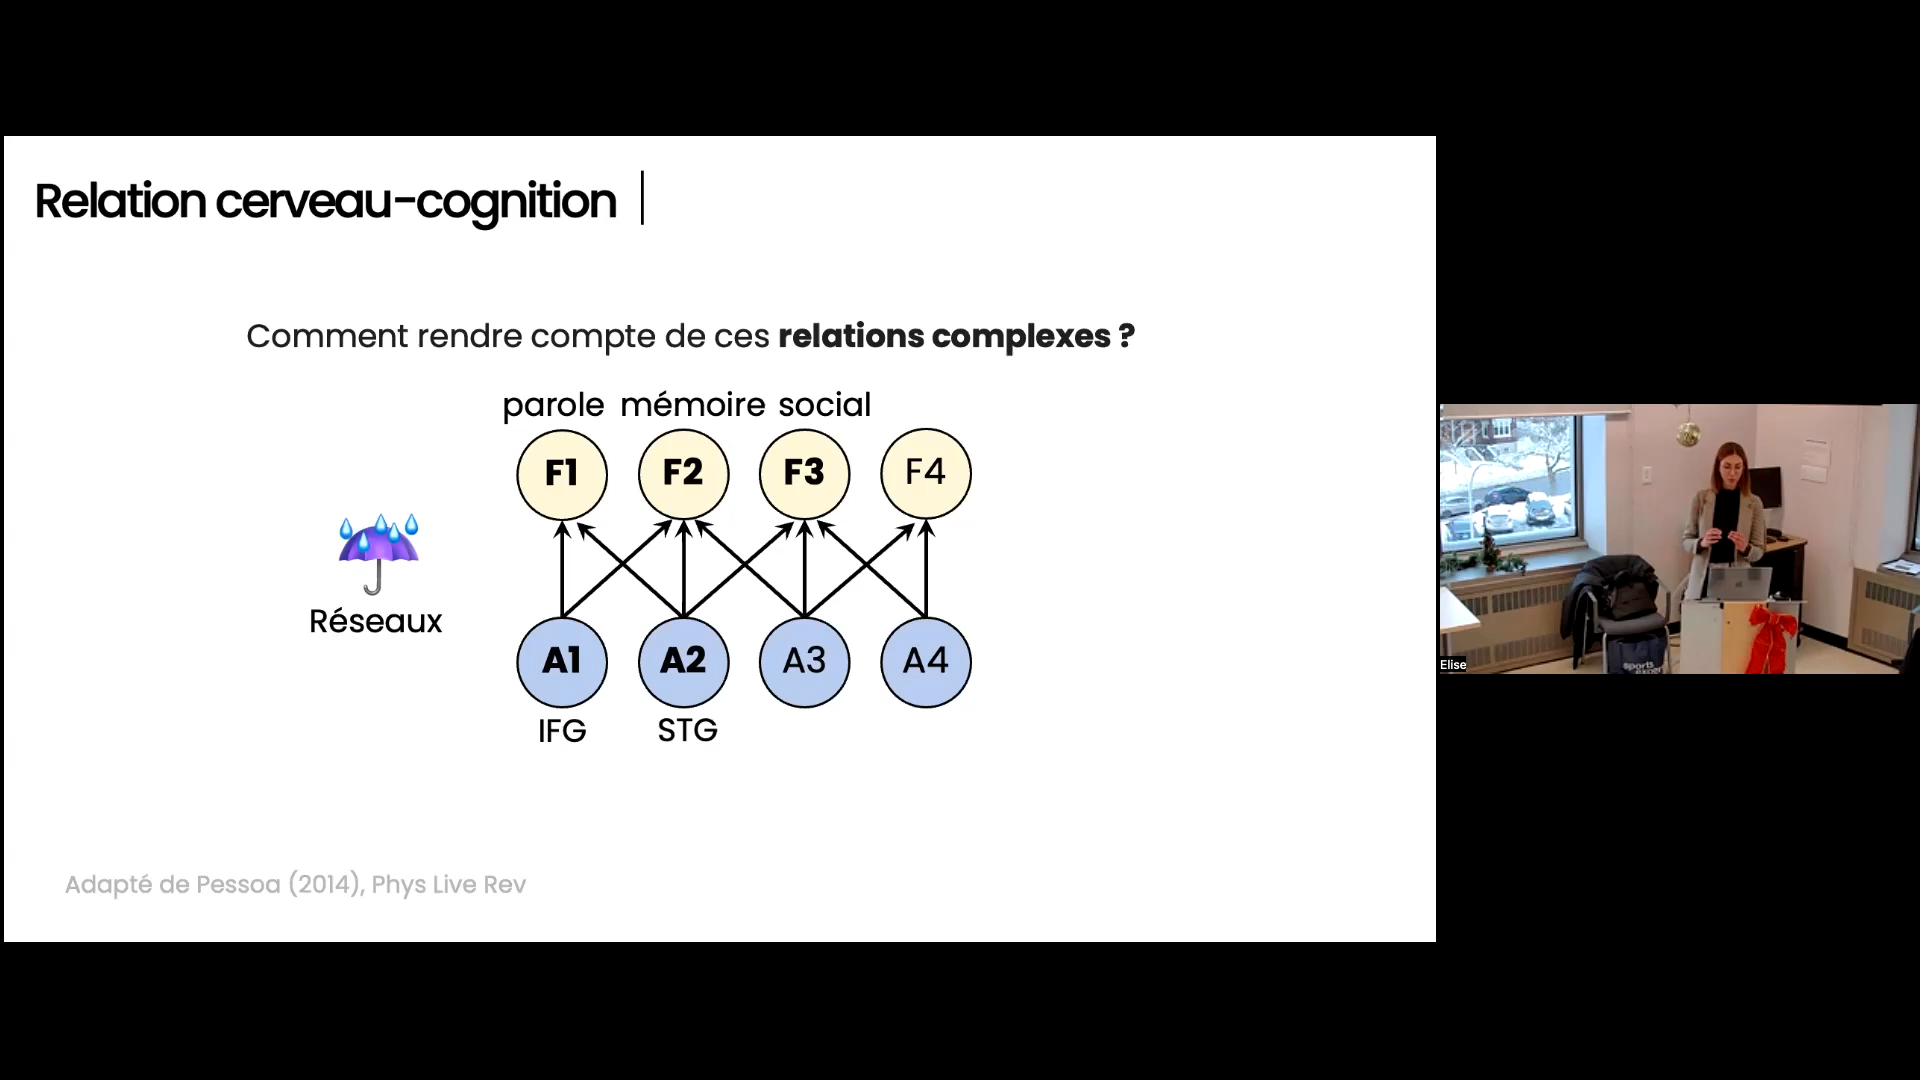 Relation cerveau-cognition
Comment rendre compte de ces relations complexes ?
parole mémoire social
F1 F2 F3 F4
Réseaux
A1 A2 A3 A4
IFG STG
Adapté de Pessoa (2014), Phys Live Rev
Elise
sports